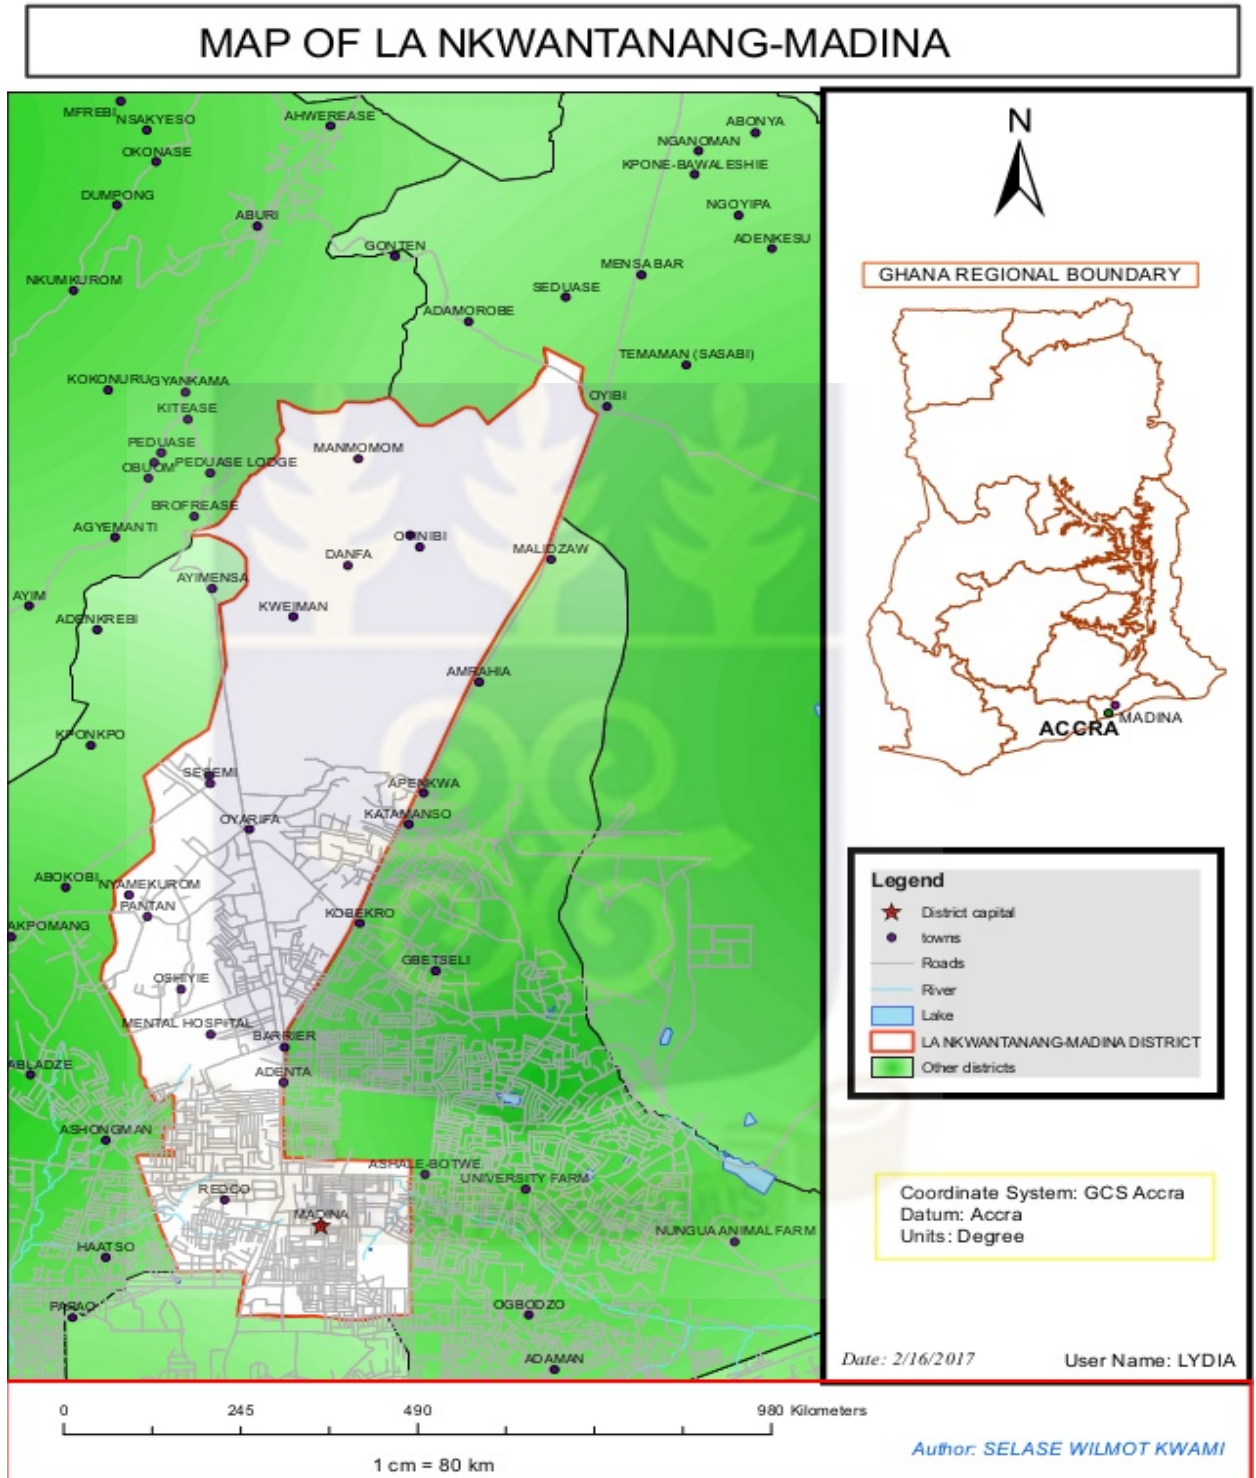 MAP OF LA NKWANTANANG-MADINA
MFREBI
NSAKYESO
AHWEREASE
OKONASE
DUMPONG
ABURI
NKUMKUROM
GONTEN
ADAMOROBE
ABONYA
NGANOMAN
KPONE-BAWALESHIE
NGOYIPA
ADENKESU
MENSABAR
SEDUASE
TEMAMAN (SASABI)
OYIBI
KOKONURU
GYANKAMA
KITEASE
PEDUASE
OBUOM
PEDUASE LODGE
BROFREASE
AGYEMANTI
MANMOMOM
DANFA
MALIDZAW
AYIMENSA
AYIM
KWEIMAN
ADENKREBI
AMRAHIA
KPONKPO
SESEMI
APENKWA
OYARIFA
KATAMANSO
ABOKOBI
NYAMEKUROM
PANTAN
AKPOMANG
KOBEKRO
GBETSELI
OSHIYIE
MENTAL HOSPITAL
BARRIER
ABLADZE
ADENTA
ASHONGMAN
ASHALE-BOTWE
REDCO
UNIVERSITY FARM
MADINA
NUNGUA ANIMAL FARM
HAATSO
PAPAO
OGBODZO
ADAMAN
N
GHANA REGIONAL BOUNDARY
MADINA
ACCRA
Legend
District capital
towns
Roads
River
Lake
LA NKWANTANANG-MADINA DISTRICT
Other districts
Coordinate System: GCS Accra
Datum: Accra
Units: Degree
Date: 2/16/2017
User Name: LYDIA
0 245 490 980 Kilometers
1 cm = 80 km
Author: SELASE WILMOT KWAMI